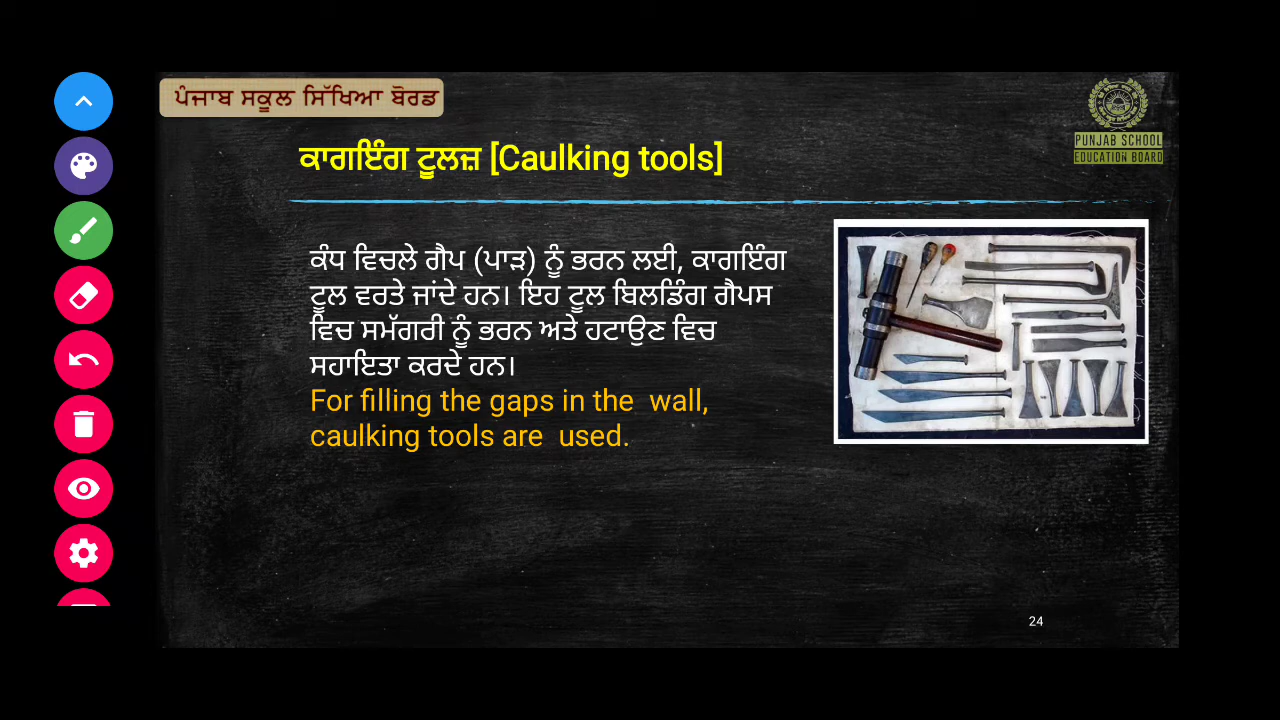 ਪੰਜਾਬ ਸਕੂਲ ਸਿੱਖਿਆ ਬੋਰਡ
PUNJAB SCHOOL
EDUCATION BOARD
ਕਾਗਇੰਗ ਟੂਲਜ਼ [Caulking tools]
ਕੰਧ ਵਿਚਲੇ ਗੈਪ (ਪਾੜ) ਨੂੰ ਭਰਨ ਲਈ, ਕਾਗਇੰਗ
ਟੂਲ ਵਰਤੇ ਜਾਂਦੇ ਹਨ। ਇਹ ਟੂਲ ਬਿਲਡਿੰਗ ਗੈਪਸ
ਵਿਚ ਸਮੱਗਰੀ ਨੂੰ ਭਰਨ ਅਤੇ ਹਟਾਉਣ ਵਿਚ
ਸਹਾਇਤਾ ਕਰਦੇ ਹਨ।
For filling the gaps in the wall,
caulking tools are used.
24